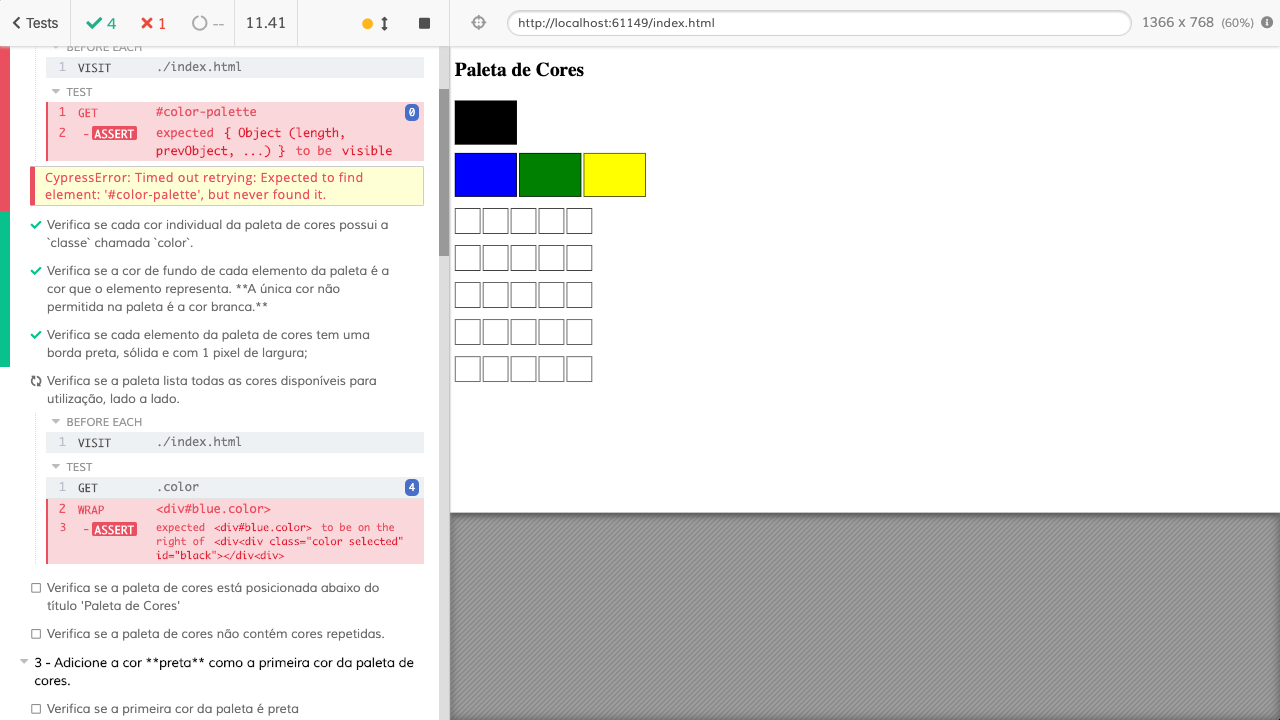 Tests
4
1
--
11.41
http://localhost:61149/index.html
1366 x 768 (60%)
BEFORE EACH
1 VISIT ./index.html
TEST
1 GET #color-palette 0
2 -ASSERT expected { Object (length,
prevObject, ...) } to be visible
CypressError: Timed out retrying: Expected to find
element: '#color-palette', but never found it.
Verifica se cada cor individual da paleta de cores possui a
`classe` chamada `color`.
Verifica se a cor de fundo de cada elemento da paleta é a
cor que o elemento representa. **A única cor não
permitida na paleta é a cor branca.**
Verifica se cada elemento da paleta de cores tem uma
borda preta, sólida e com 1 pixel de largura;
Verifica se a paleta lista todas as cores disponíveis para
utilização, lado a lado.
BEFORE EACH
1 VISIT ./index.html
TEST
1 GET .color 4
2 WRAP <div#blue.color>
3 -ASSERT expected <div#blue.color> to be on the
right of <div<div class="color selected"
id="black"></div<div>
Verifica se a paleta de cores está posicionada abaixo do
título 'Paleta de Cores'
Verifica se a paleta de cores não contém cores repetidas.
3 - Adicione a cor **preta** como a primeira cor da paleta de
cores.
Verifica se a primeira cor da paleta é preta
Paleta de Cores